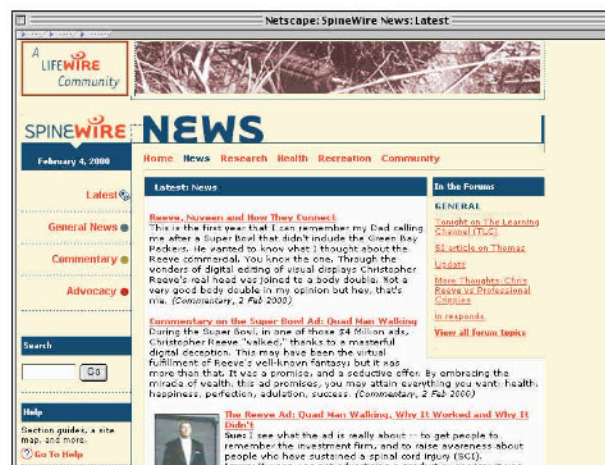 Netscape: SpineWire News: Latest
A
LIFEWIRE
Community
SPINEWIRE
NEWS
February 4, 2000
Home News Research Health Recreation Community
Latest
General News
Commentary
Advocacy
Search
Go
Help
Section guides, a site
map, and more.
Go To Help
Latest: News
Reeve, Nuveen and How They Connect
This is the first year that I can remember my Dad calling
me after a Super Bowl that didn't include the Green Bay
Packers. He wanted to know what I thought about the
Reeve commercial. You know the one. Through the
wonders of digital editing of visual displays Christopher
Reeve's real head was joined to a body double. Not a
very good body double in my opinion but hey, that's
me. (Commentary, 2 Feb 2000)
Commentary on the Super Bowl Ad: Quad Man Walking
During the Super Bowl, in one of those $4 Million ads,
Christopher Reeve "walked," thanks to a masterful
digital deception. This may have been the virtual
fulfillment of Reeve's well-known fantasy; but it was
more than that. It was a promise, and a seductive offer. By embracing the
miracle of wealth, this ad promises, you may attain everything you want: health,
happiness, perfection, adulation, success. (Commentary, 2 Feb 2000)
The Reeve Ad: Quad Man Walking, Why It Worked and Why It
Didn't
Sue: I see what the ad is really about -- to get people to
remember the investment firm, and to raise awareness about
people who have sustained a spinal cord injury (SCI).
In the Forums
GENERAL
Tonight on The Learning
Channel (TLC)
SI article on Thomas
Update
More Thoughts: Chris
Reeve vs Professional
Cripples
In responds
View all forum topics